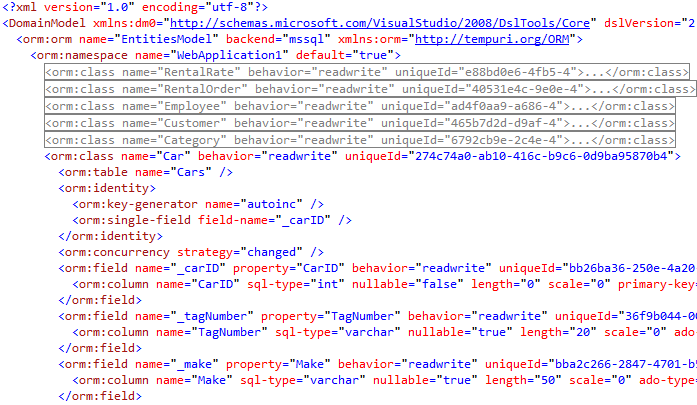 <?xml version="1.0" encoding="utf-8"?>
<DomainModel xmlns:dm0="http://schemas.microsoft.com/VisualStudio/2008/DslTools/Core" dslVersion="2
<orm:orm name="EntitiesModel" backend="mssql" xmlns:orm="http://tempuri.org/ORM">
<orm:namespace name="WebApplication1" default="true">
<orm:class name="RentalRate" behavior="readwrite" uniqueId="e88bd0e6-4fb5-4">...</orm:class>
<orm:class name="RentalOrder" behavior="readwrite" uniqueId="40531e4c-9e0e-4">...</orm:class>
<orm:class name="Employee" behavior="readwrite" uniqueId="ad4f0aa9-a686-4">...</orm:class>
<orm:class name="Customer" behavior="readwrite" uniqueId="465b7d2d-d9af-4">...</orm:class>
<orm:class name="Category" behavior="readwrite" uniqueId="6792cb9e-2c4e-4">...</orm:class>
<orm:class name="Car" behavior="readwrite" uniqueId="274c74a0-ab10-416c-b9c6-0d9ba95870b4">
<orm:table name="Cars" />
<orm:identity>
<orm:key-generator name="autoinc" />
<orm:single-field field-name="_carID" />
</orm:identity>
<orm:concurrency strategy="changed" />
<orm:field name="_carID" property="CarID" behavior="readwrite" uniqueId="bb26ba36-250e-4a20
<orm:column name="CarID" sql-type="int" nullable="false" length="0" scale="0" primary-key=
</orm:field>
<orm:field name="_tagNumber" property="TagNumber" behavior="readwrite" uniqueId="36f9b044-00
<orm:column name="TagNumber" sql-type="varchar" nullable="true" length="20" scale="0" ado-
</orm:field>
<orm:field name="_make" property="Make" behavior="readwrite" uniqueId="bba2c266-2847-4701-b5
<orm:column name="Make" sql-type="varchar" nullable="true" length="50" scale="0" ado-type=
</orm:field>